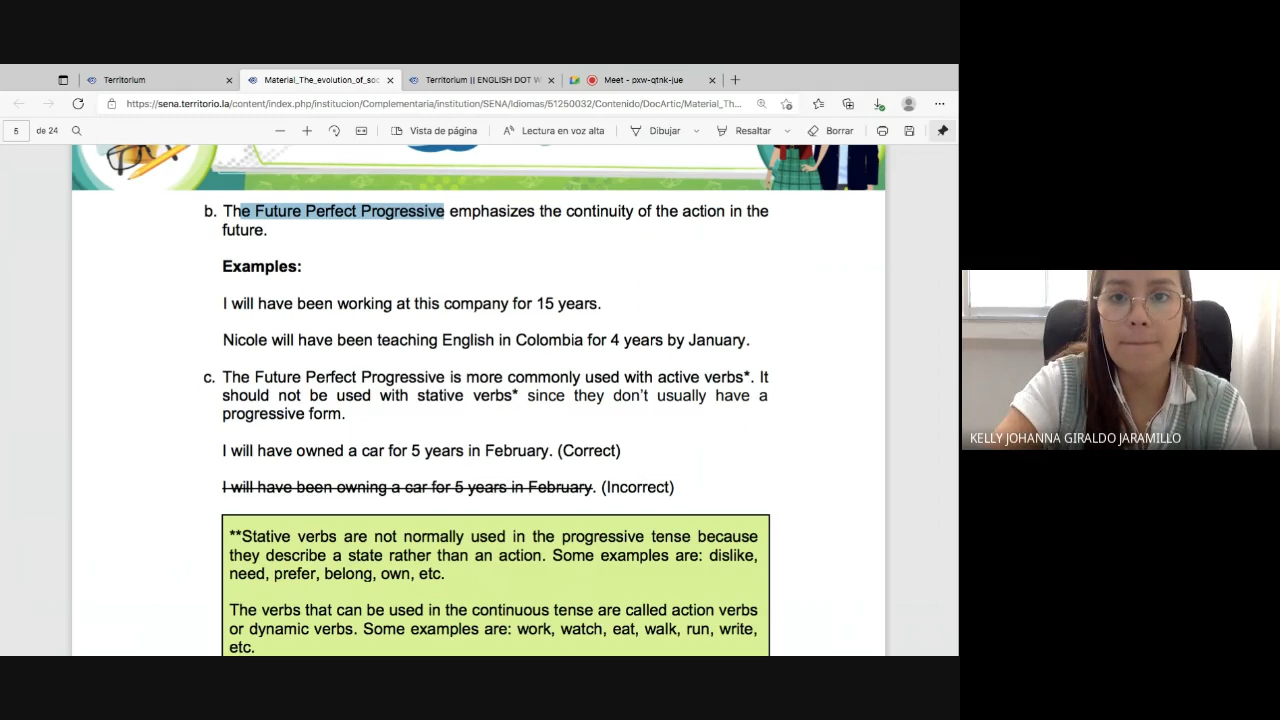 Territorium
Material_The_evolution_of_soc
Territorium || ENGLISH DOT W
Meet - pxw-qtnk-jue
https://sena.territorio.la/content/index.php/institucion/Complementaria/institution/SENA/Idiomas/51250032/Contenido/DocArtic/Material_Th...
5 de 24
Vista de página
Lectura en voz alta
Dibujar
Resaltar
Borrar
b. The Future Perfect Progressive emphasizes the continuity of the action in the
future.
Examples:
I will have been working at this company for 15 years.
Nicole will have been teaching English in Colombia for 4 years by January.
c. The Future Perfect Progressive is more commonly used with active verbs*. It
should not be used with stative verbs* since they don't usually have a
progressive form.
I will have owned a car for 5 years in February. (Correct)
I will have been owning a car for 5 years in February. (Incorrect)
**Stative verbs are not normally used in the progressive tense because
they describe a state rather than an action. Some examples are: dislike,
need, prefer, belong, own, etc.
The verbs that can be used in the continuous tense are called action verbs
or dynamic verbs. Some examples are: work, watch, eat, walk, run, write,
etc.
KELLY JOHANNA GIRALDO JARAMILLO